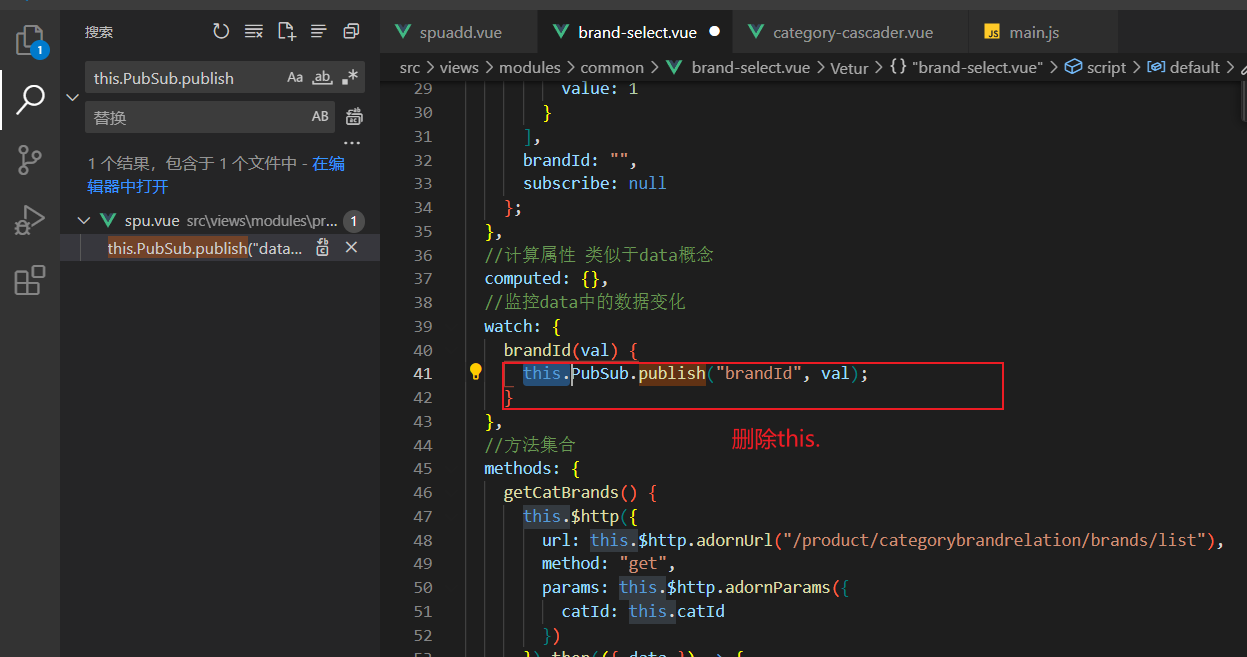 1
搜索
this.PubSub.publish
Aa ab .*
替换
AB
1 个结果，包含于 1 个文件中 - 在编
辑器中打开
spu.vue src\views\modules\pr... 1
this.PubSub.publish("data...
spuadd.vue
brand-select.vue
category-cascader.vue
JS main.js
src > views > modules > common > brand-select.vue > Vetur > {} "brand-select.vue" > script > default >
29 value: 1
30 }
31 ],
32 brandId: "",
33 subscribe: null
34 };
35 },
36 //计算属性 类似于data概念
37 computed: {},
38 //监控data中的数据变化
39 watch: {
40 brandId(val) {
41 this.PubSub.publish("brandId", val);
42 }
43 },
删除this.
44 //方法集合
45 methods: {
46 getCatBrands() {
47 this.$http({
48 url: this.$http.adornUrl("/product/categorybrandrelation/brands/list"),
49 method: "get",
50 params: this.$http.adornParams({
51 catId: this.catId
52 })
53 }).then(({ data }) => {